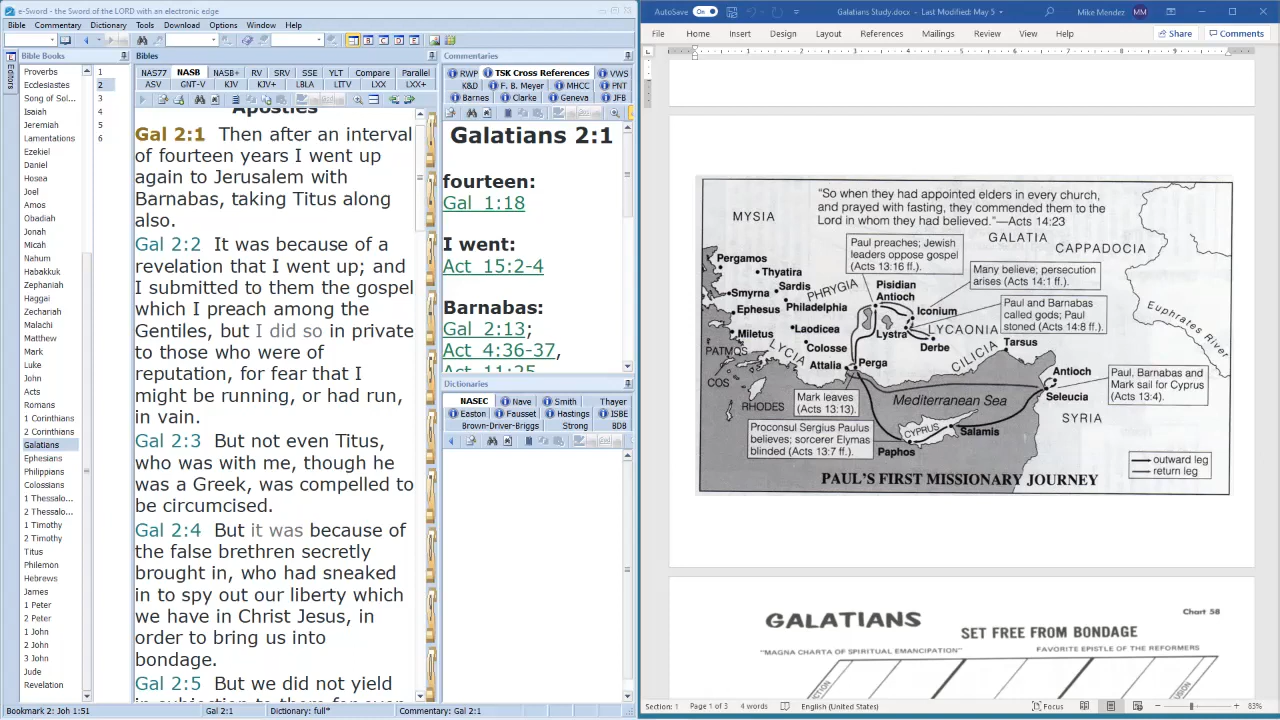 e-Sword - the Sword of the LORD with an electronic edge
Bible Commentary Dictionary Tools Download Options Window Help
B C D E
Editors
Bible Books
Proverbs
Ecclesiastes
Song of Sol...
Isaiah
Jeremiah
Lamentations
Ezekiel
Daniel
Hosea
Joel
Amos
Obadiah
Jonah
Micah
Nahum
Habakkuk
Zephaniah
Haggai
Zechariah
Malachi
Matthew
Mark
Luke
John
Acts
Romans
1 Corinthians
2 Corinthians
Galatians
Ephesians
Philippians
Colossians
1 Thessalo...
2 Thessalo...
1 Timothy
2 Timothy
Titus
Philemon
Hebrews
James
1 Peter
2 Peter
1 John
2 John
3 John
Jude
Revelation
1
2
3
4
5
6
Bibles
NAS77 NASB NASB+ RV SRV SSE YLT Compare Parallel
ASV GNT-V KJV KJV+ LBLA LITV LXX LXX+
Apostles
Gal 2:1 Then after an interval
of fourteen years I went up
again to Jerusalem with
Barnabas, taking Titus along
also.
Gal 2:2 It was because of a
revelation that I went up; and
I submitted to them the gospel
which I preach among the
Gentiles, but I did so in private
to those who were of
reputation, for fear that I
might be running, or had run,
in vain.
Gal 2:3 But not even Titus,
who was with me, though he
was a Greek, was compelled to
be circumcised.
Gal 2:4 But it was because of
the false brethren secretly
brought in, who had sneaked
in to spy out our liberty which
we have in Christ Jesus, in
order to bring us into
bondage.
Gal 2:5 But we did not yield
Commentaries
RWP TSK Cross References VWS
K&D F. B. Meyer MHCC PNT
Barnes Clarke Geneva JFB
Galatians 2:1
fourteen:
Gal 1:18
I went:
Act 15:2-4
Barnabas:
Gal 2:13;
Act 4:36-37,
Act 11:25
Dictionaries
NASEC Nave Smith Thayer
Easton Fausset Hastings ISBE
Brown-Driver-Briggs Strong BDB
Bookmark 2: Joh 1:51 Gal 2:1 Dictionary: full* Commentary: Gal 2:1
AutoSave On Galatians Study.docx - Last Modified: May 5 Mike Mendez MM
File Home Insert Design Layout References Mailings Review View Help Share Comments
1 2 3 4 5 6 7 8 9
"So when they had appointed elders in every church,
and prayed with fasting, they commended them to the
Lord in whom they had believed."—Acts 14:23
MYSIA
GALATIA
CAPPADOCIA
Paul preaches; Jewish
leaders oppose gospel
(Acts 13:16 ff.)
Many believe; persecution
arises (Acts 14:1 ff.)
Paul and Barnabas
called gods; Paul
stoned (Acts 14:8 ff.)
Pergamos
Thyatira
Sardis
Smyrna
Philadelphia
PHRYGIA
Pisidian
Antioch
Iconium
Ephesus
Lystra
LYCAONIA
Miletus
Laodicea
Colosse
Derbe
Tarsus
Euphrates River
PATMOS
LYCIA
Attalia
Perga
CILICIA
Antioch
COS
RHODES
Mark leaves
(Acts 13:13).
Mediterranean Sea
Seleucia
Paul, Barnabas and
Mark sail for Cyprus
(Acts 13:4).
SYRIA
Proconsul Sergius Paulus
believes; sorcerer Elymas
blinded (Acts 13:7 ff.).
CYPRUS
Salamis
Paphos
outward leg
return leg
PAUL'S FIRST MISSIONARY JOURNEY
GALATIANS
Chart 58
SET FREE FROM BONDAGE
"MAGNA CHARTA OF SPIRITUAL EMANCIPATION"
FAVORITE EPISTLE OF THE REFORMERS
Section: 1 Page 1 of 3 4 words English (United States) Focus 83%